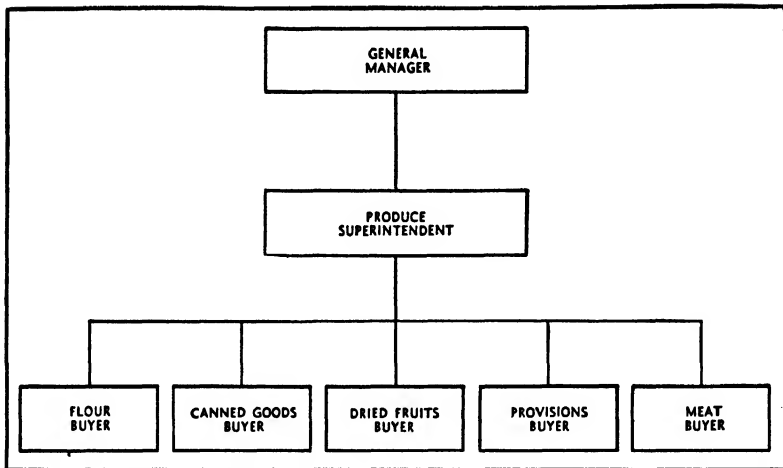 GENERAL
MANAGER
PRODUCE
SUPERINTENDENT
FLOUR
BUYER
CANNED GOODS
BUYER
DRIED FRUITS
BUYER
PROVISIONS
BUYER
MEAT
BUYER